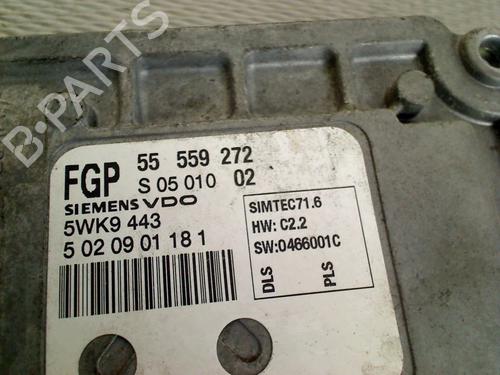 B-PARTS
FGP 55 559 272
S 05 010 02
SIEMENS VDO
5WK9 443
5 02 09 01 18 1
SIMTEC71.6
HW: C2.2
SW:0466001C
DLS
PLS